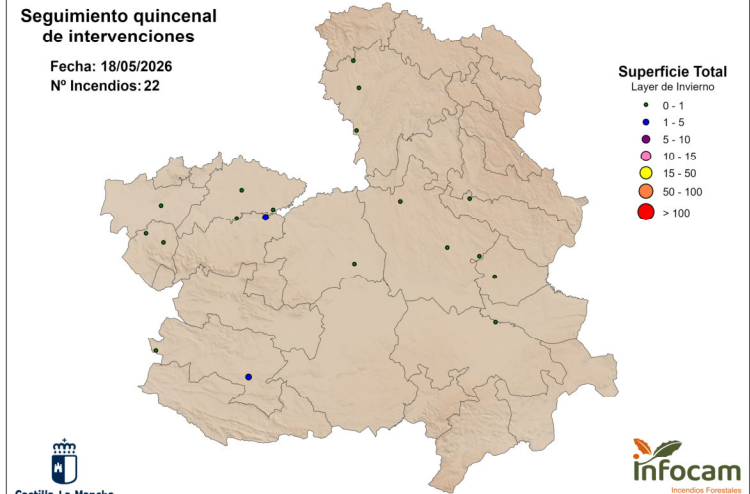 Seguimiento quincenal
de intervenciones
Fecha: 18/05/2026
Nº Incendios: 22
Superficie Total
Layer de Invierno
0 - 1
1 - 5
5 - 10
10 - 15
15 - 50
50 - 100
> 100
Castilla-La Mancha
infocam
Incendios Forestales